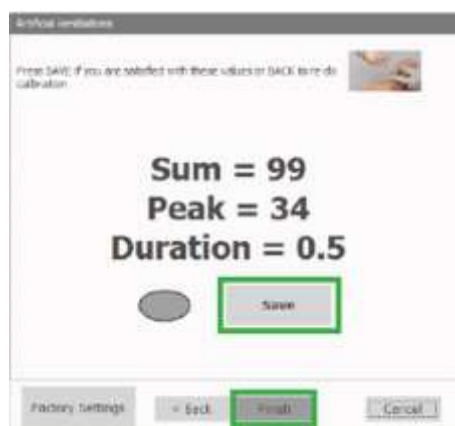 Artificial ventilations
Press SAVE if you are satisfied with these values or BACK to re do
calibration
Sum = 99
Peak = 34
Duration = 0.5
Save
Factory Settings
< Back
Finish
Cancel